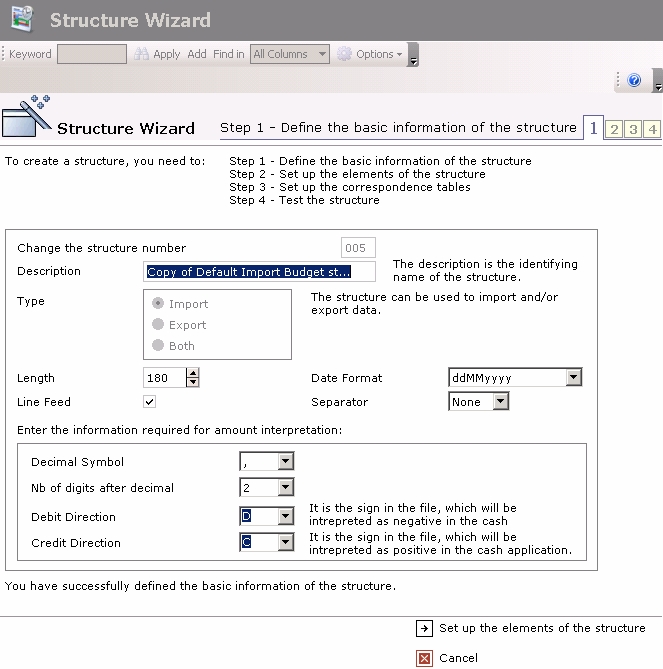 Structure Wizard
Keyword Apply Add Find in All Columns Options
Structure Wizard Step 1 - Define the basic information of the structure 1 2 3 4
To create a structure, you need to: Step 1 - Define the basic information of the structure
Step 2 - Set up the elements of the structure
Step 3 - Set up the correspondence tables
Step 4 - Test the structure
Change the structure number 005
Description Copy of Default Import Budget st... The description is the identifying
name of the structure.
Type Import The structure can be used to import and/or
export data.
Export
Both
Length 180 Date Format ddMMyyyy
Line Feed Separator None
Enter the information required for amount interpretation:
Decimal Symbol ,
Nb of digits after decimal 2
Debit Direction D It is the sign in the file, which will be
intrepreted as negative in the cash
Credit Direction C It is the sign in the file, which will be
intrepreted as positive in the cash application.
You have successfully defined the basic information of the structure.
Set up the elements of the structure
Cancel